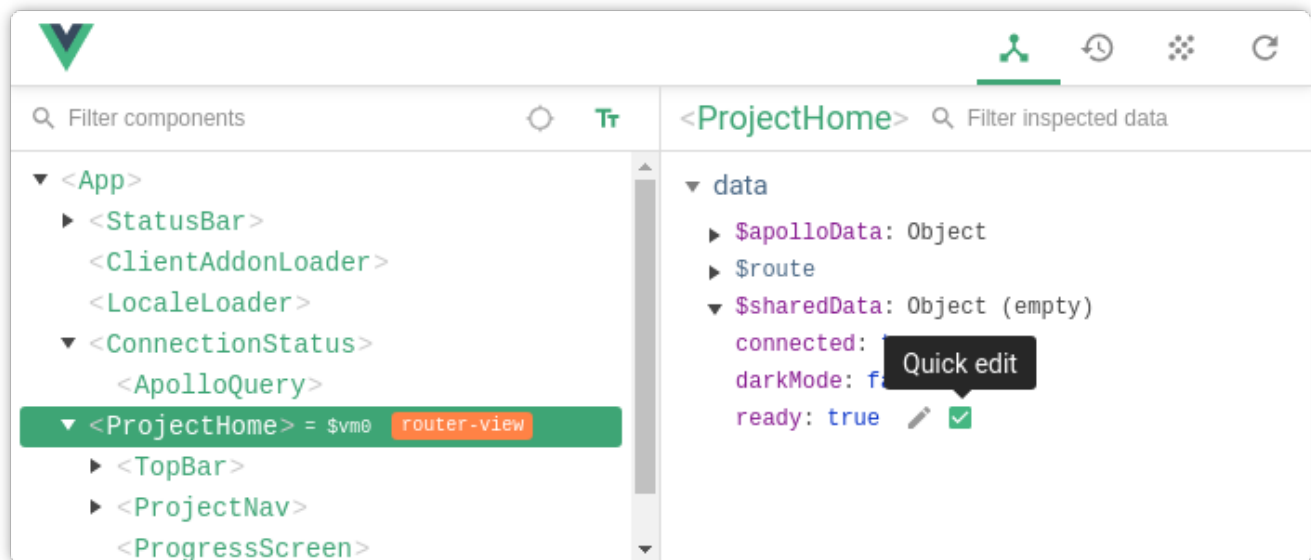 Filter components
Tт
<ProjectHome>
Filter inspected data
<App>
<StatusBar>
<ClientAddonLoader>
<LocaleLoader>
<ConnectionStatus>
<ApolloQuery>
<ProjectHome> = $vm0 router-view
<TopBar>
<ProjectNav>
<ProgressScreen>
data
$apolloData: Object
$route
$sharedData: Object (empty)
connected:
Quick edit
darkMode:
ready: true